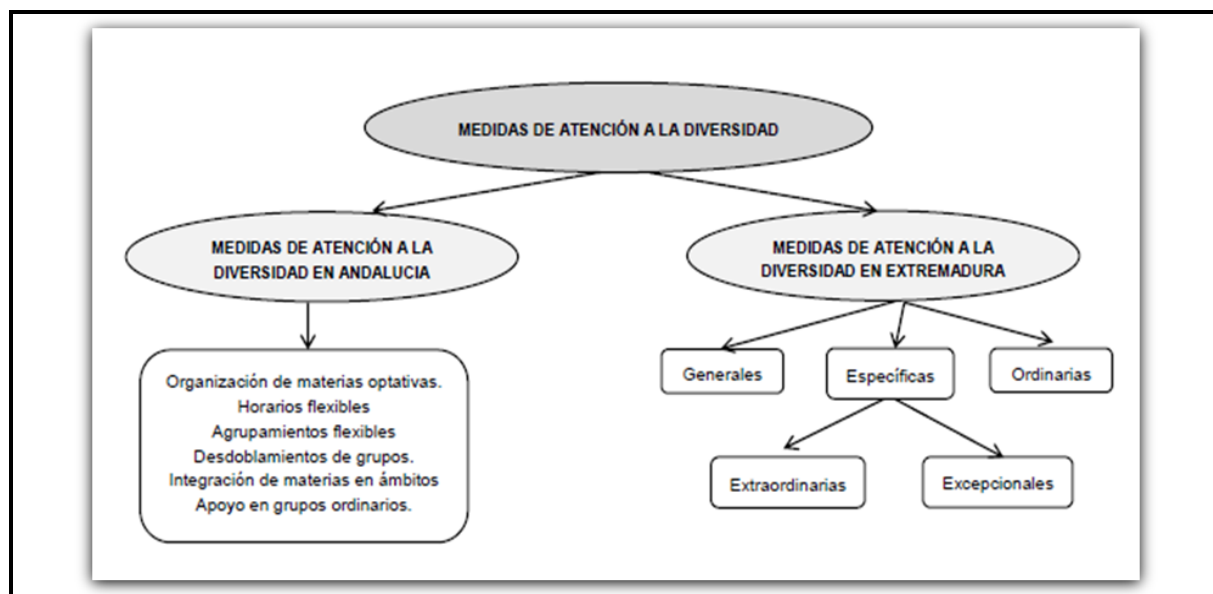 MEDIDAS DE ATENCIÓN A LA DIVERSIDAD
MEDIDAS DE ATENCIÓN A LA
DIVERSIDAD EN ANDALUCIA
MEDIDAS DE ATENCIÓN A LA
DIVERSIDAD EN EXTREMADURA
Organización de materias optativas.
Horarios flexibles
Agrupamientos flexibles
Desdoblamientos de grupos.
Integración de materias en ámbitos
Apoyo en grupos ordinarios.
Generales
Específicas
Ordinarias
Extraordinarias
Excepcionales